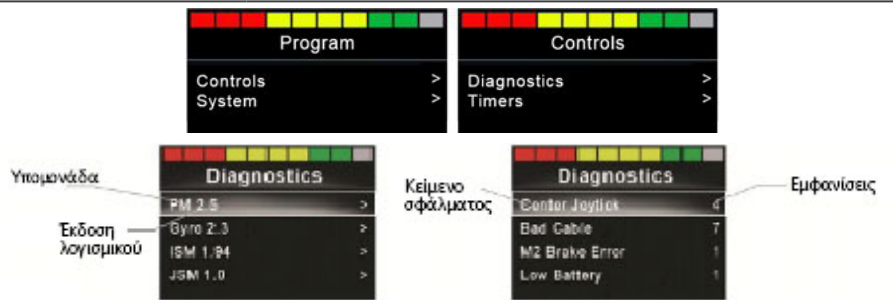 Program
Controls >
System >
Controls
Diagnostics >
Timers >
Υπομονάδα
Έκδοση
λογισμικού
Diagnostics
PM 2.5 >
Gyro 2.3 >
ISM 1.94 >
JSM 1.0 >
Κείμενο
σφάλματος
Diagnostics
Center Joytick 4
Bad Cable 7
M2 Brake Error 1
Low Battery 1
Εμφανίσεις